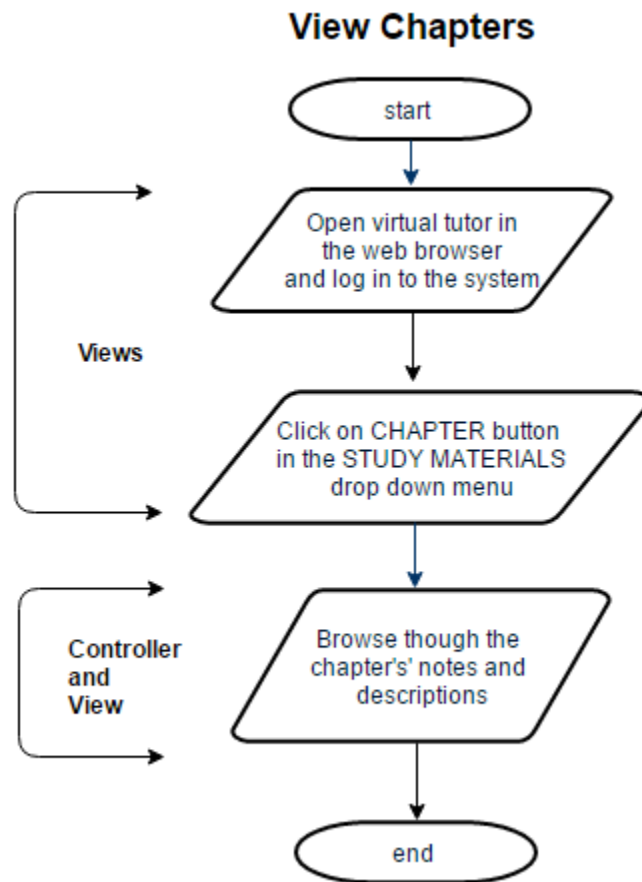 View Chapters
start
Open virtual tutor in
the web browser
and log in to the system
Views
Click on CHAPTER button
in the STUDY MATERIALS
drop down menu
Controller
and
View
Browse though the
chapter's' notes and
descriptions
end